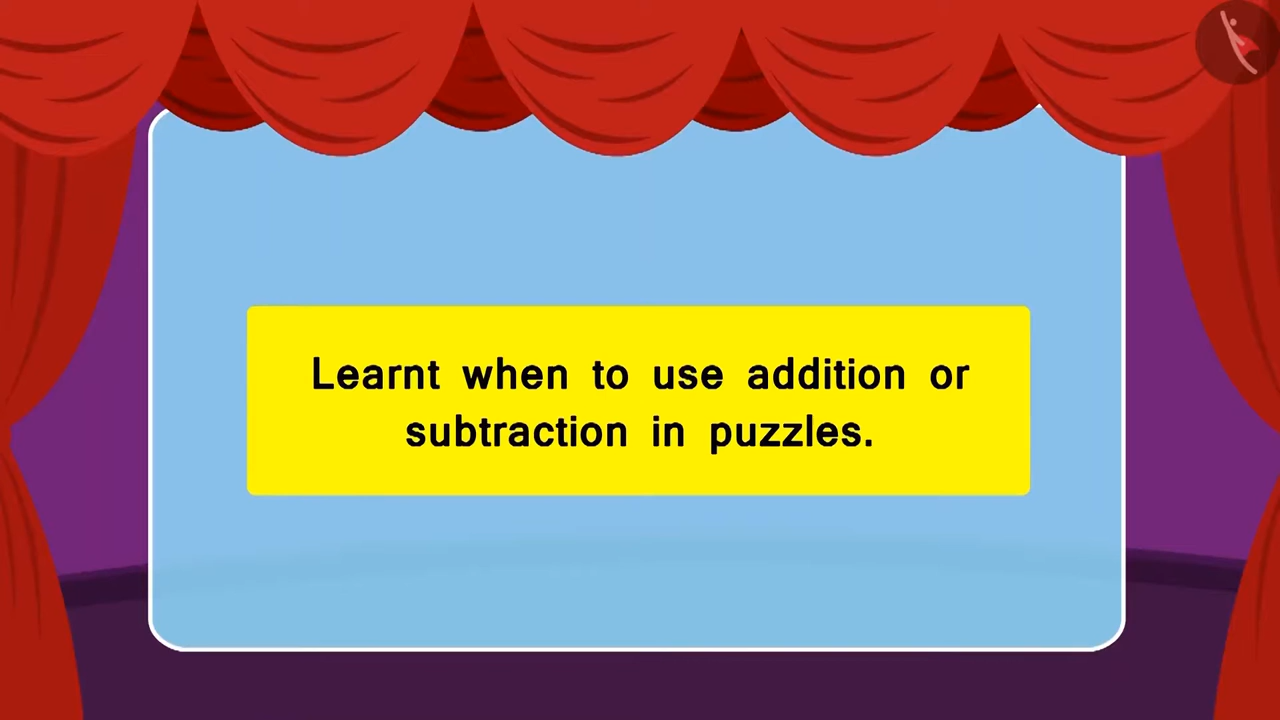 Learnt when to use addition or
subtraction in puzzles.